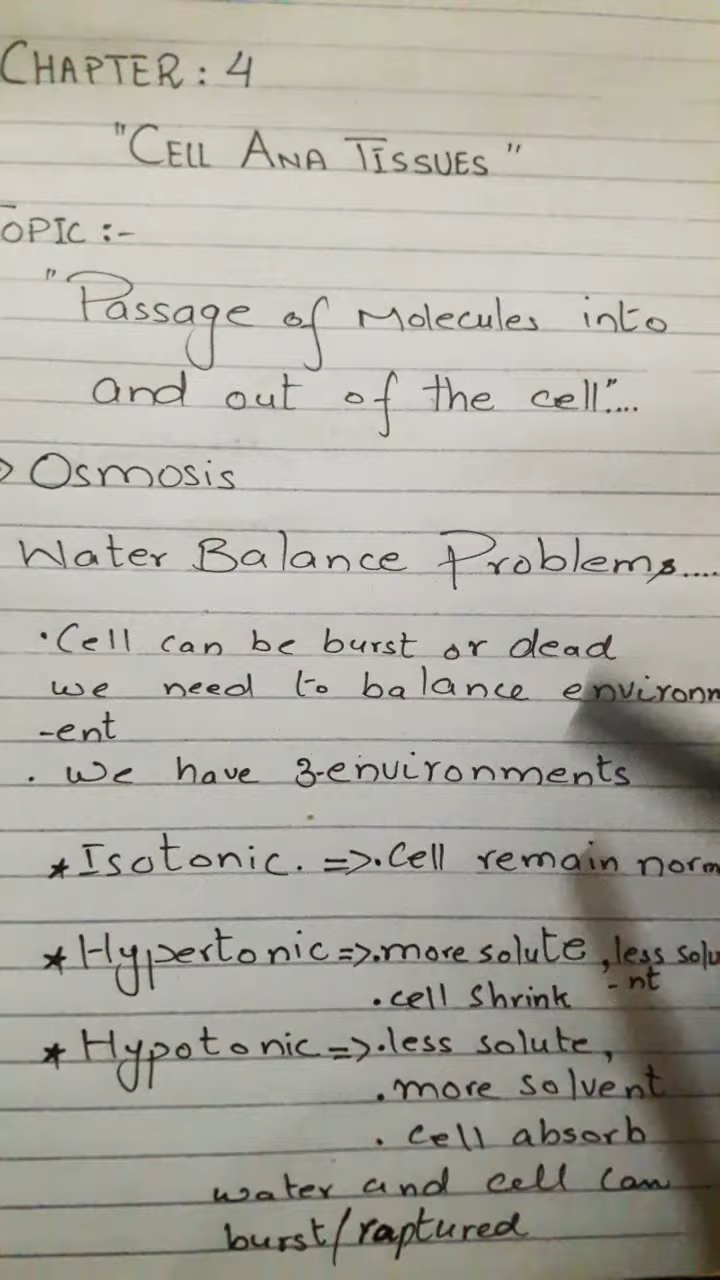 CHAPTER : 4
"CELL ANA TISSUES"
TOPIC :-
"Passage of Molecules into
and out of the cell"....
> Osmosis
Water Balance Problems....
. Cell can be burst or dead
we need to balance environm
-ent
. We have 3-environments
* Isotonic. => . Cell remain norm
* Hypertonic => . more solute, less solv
-nt
. cell Shrink
* Hypotonic => . less solute,
. more solvent
. cell absorb
water and cell can
burst/raptured